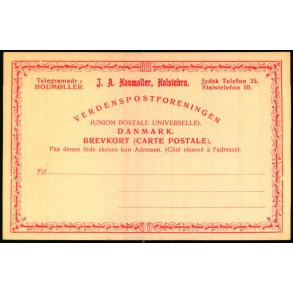 Telegramadr.: J. A. Houmøller, Holstebro. Jydsk Telefon 35.
HOUMØLLER. Statstelefon 10.
VERDENSPOSTFORENINGEN
(UNION POSTALE UNIVERSELLE).
DANMARK.
BREVKORT (CARTE POSTALE).
Paa denne Side skives kun Adressen. (Côté réservé à l'adresse).
Til